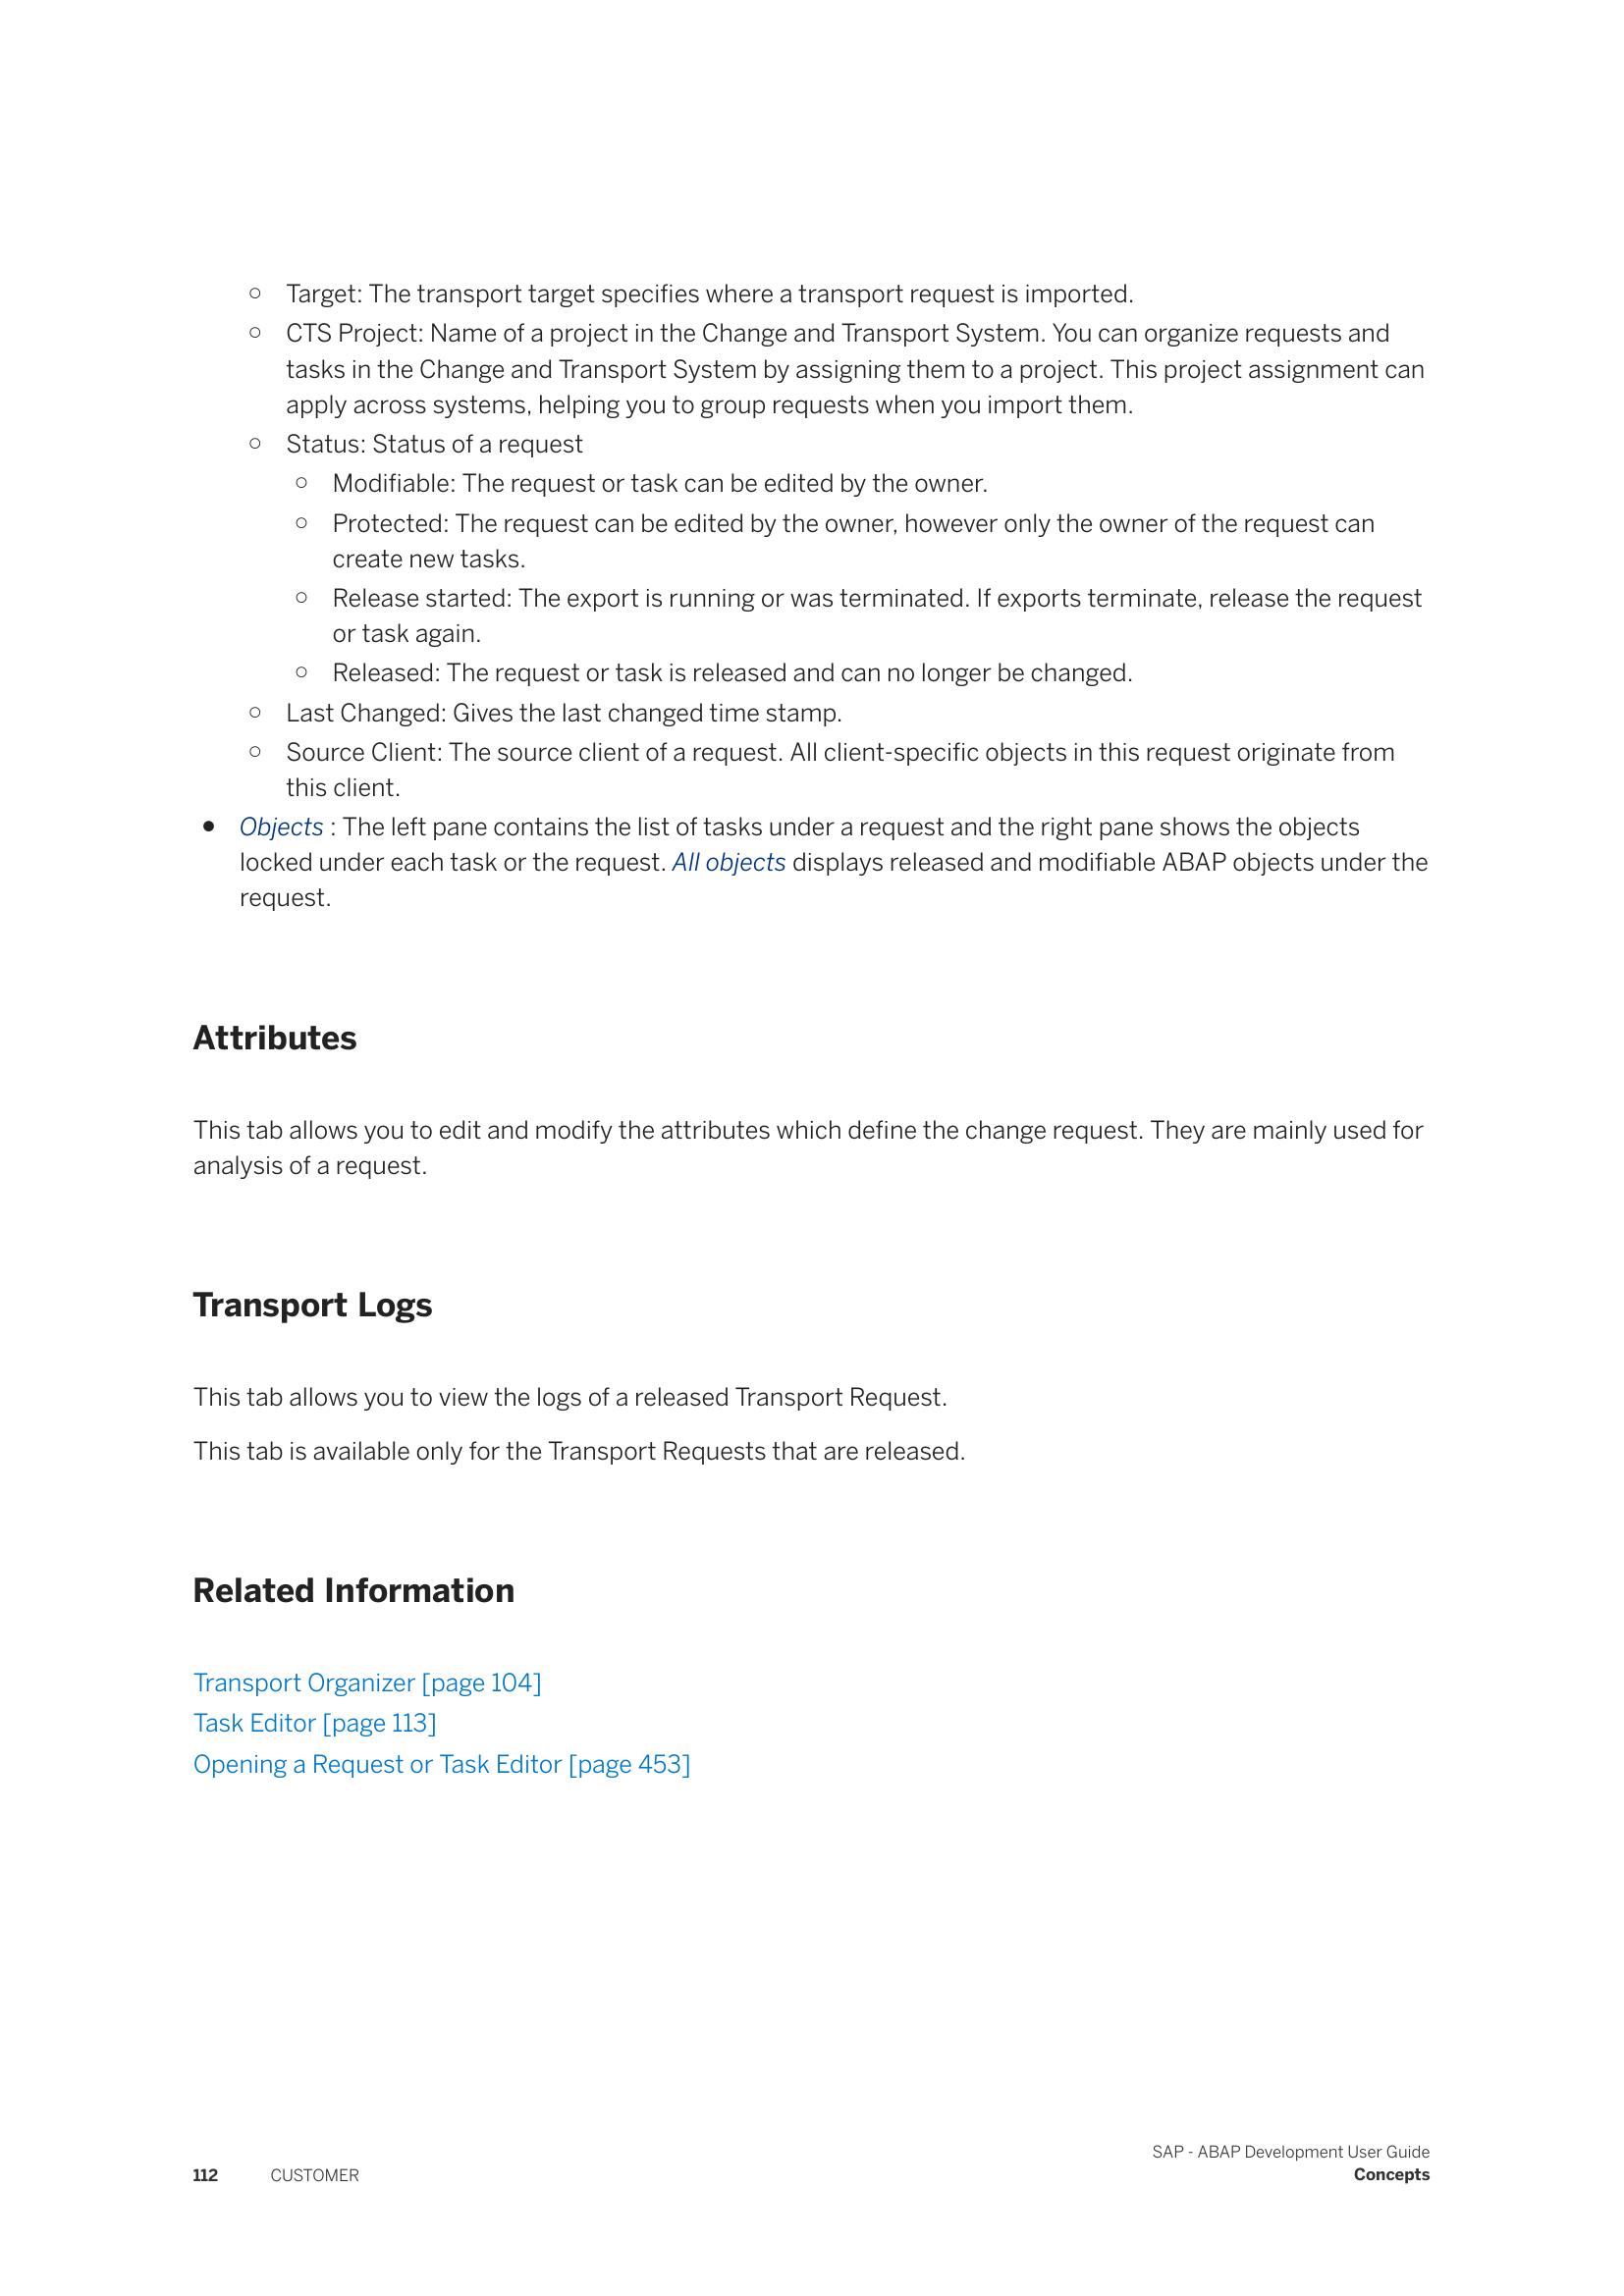 ○ Target: The transport target specifies where a transport request is imported.
○ CTS Project: Name of a project in the Change and Transport System. You can organize requests and
tasks in the Change and Transport System by assigning them to a project. This project assignment can
apply across systems, helping you to group requests when you import them.
○ Status: Status of a request
○ Modifiable: The request or task can be edited by the owner.
○ Protected: The request can be edited by the owner, however only the owner of the request can
create new tasks.
○ Release started: The export is running or was terminated. If exports terminate, release the request
or task again.
○ Released: The request or task is released and can no longer be changed.
○ Last Changed: Gives the last changed time stamp.
○ Source Client: The source client of a request. All client-specific objects in this request originate from
this client.
● Objects : The left pane contains the list of tasks under a request and the right pane shows the objects
locked under each task or the request. All objects displays released and modifiable ABAP objects under the
request.
Attributes
This tab allows you to edit and modify the attributes which define the change request. They are mainly used for
analysis of a request.
Transport Logs
This tab allows you to view the logs of a released Transport Request.
This tab is available only for the Transport Requests that are released.
Related Information
Transport Organizer [page 104]
Task Editor [page 113]
Opening a Request or Task Editor [page 453]
SAP - ABAP Development User Guide
112 CUSTOMER Concepts